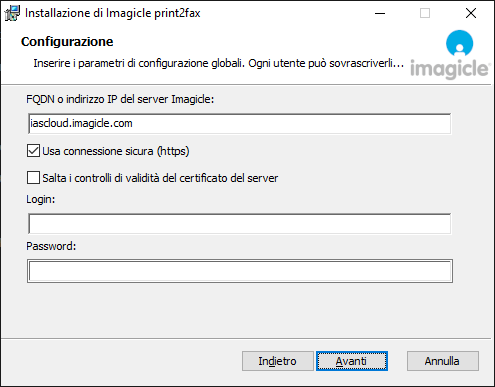 Installazione di Imagicle print2fax
Configurazione
Inserire i parametri di configurazione globali. Ogni utente può sovrascriverli...
imagicle
FQDN o indirizzo IP del server Imagicle:
iascloud.imagicle.com
Usa connessione sicura (https)
Salta i controlli di validità del certificato del server
Login:
Password:
Indietro Avanti Annulla